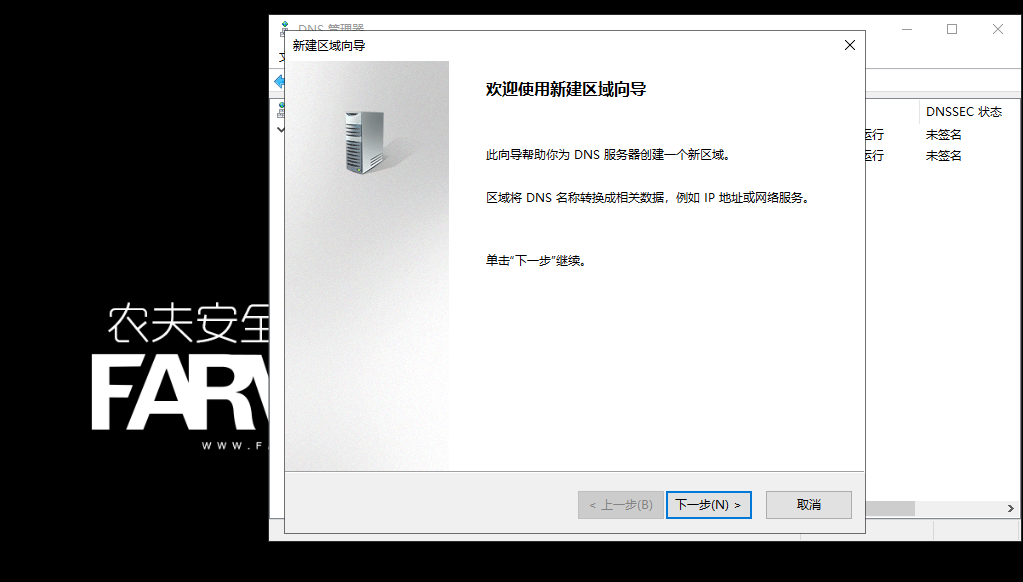 DNS 管理器
新建区域向导
欢迎使用新建区域向导
此向导帮助你为 DNS 服务器创建一个新区域。
区域将 DNS 名称转换成相关数据，例如 IP 地址或网络服务。
单击“下一步”继续。
< 上一步(B)
下一步(N) >
取消
DNSSEC 状态
运行
未签名
运行
未签名
农夫安全
FAR
WWW.F